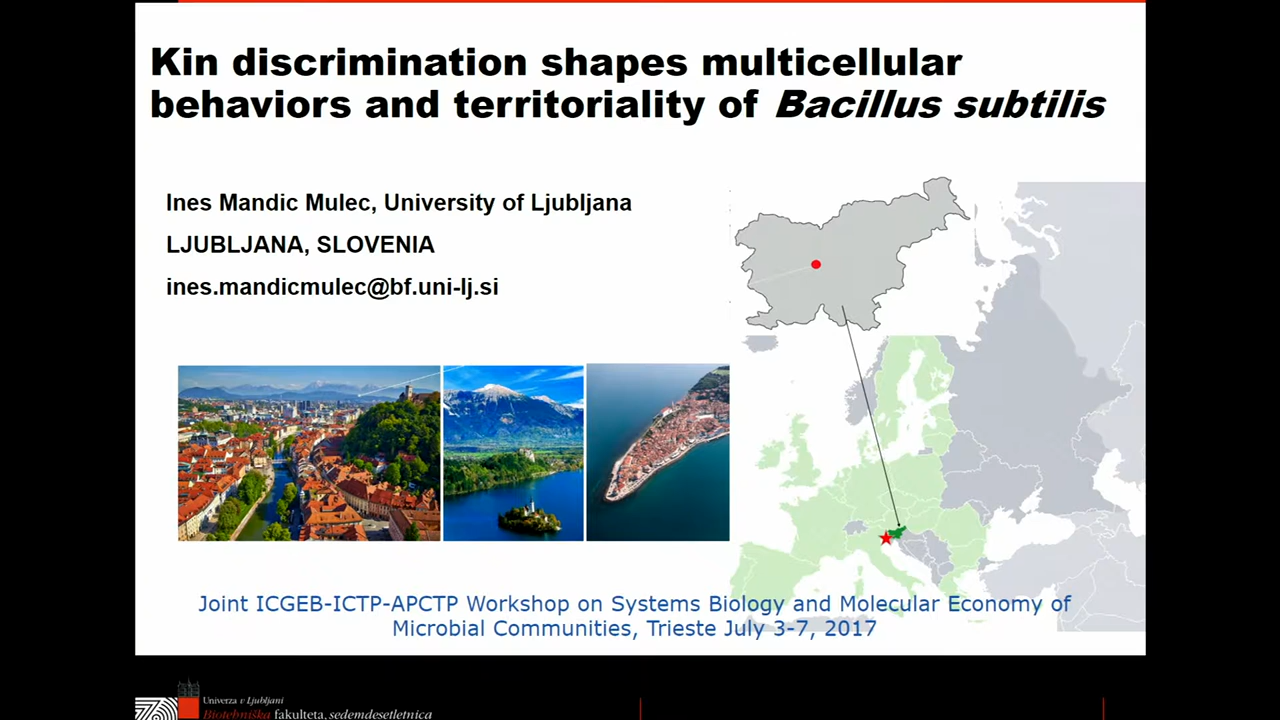 Kin discrimination shapes multicellular
behaviors and territoriality of Bacillus subtilis
Ines Mandic Mulec, University of Ljubljana
LJUBLJANA, SLOVENIA
ines.mandicmulec@bf.uni-lj.si
Joint ICGEB-ICTP-APCTP Workshop on Systems Biology and Molecular Economy of
Microbial Communities, Trieste July 3-7, 2017
Univerza v Ljubljani
Biotehniška fakulteta, sedemdesetletnica